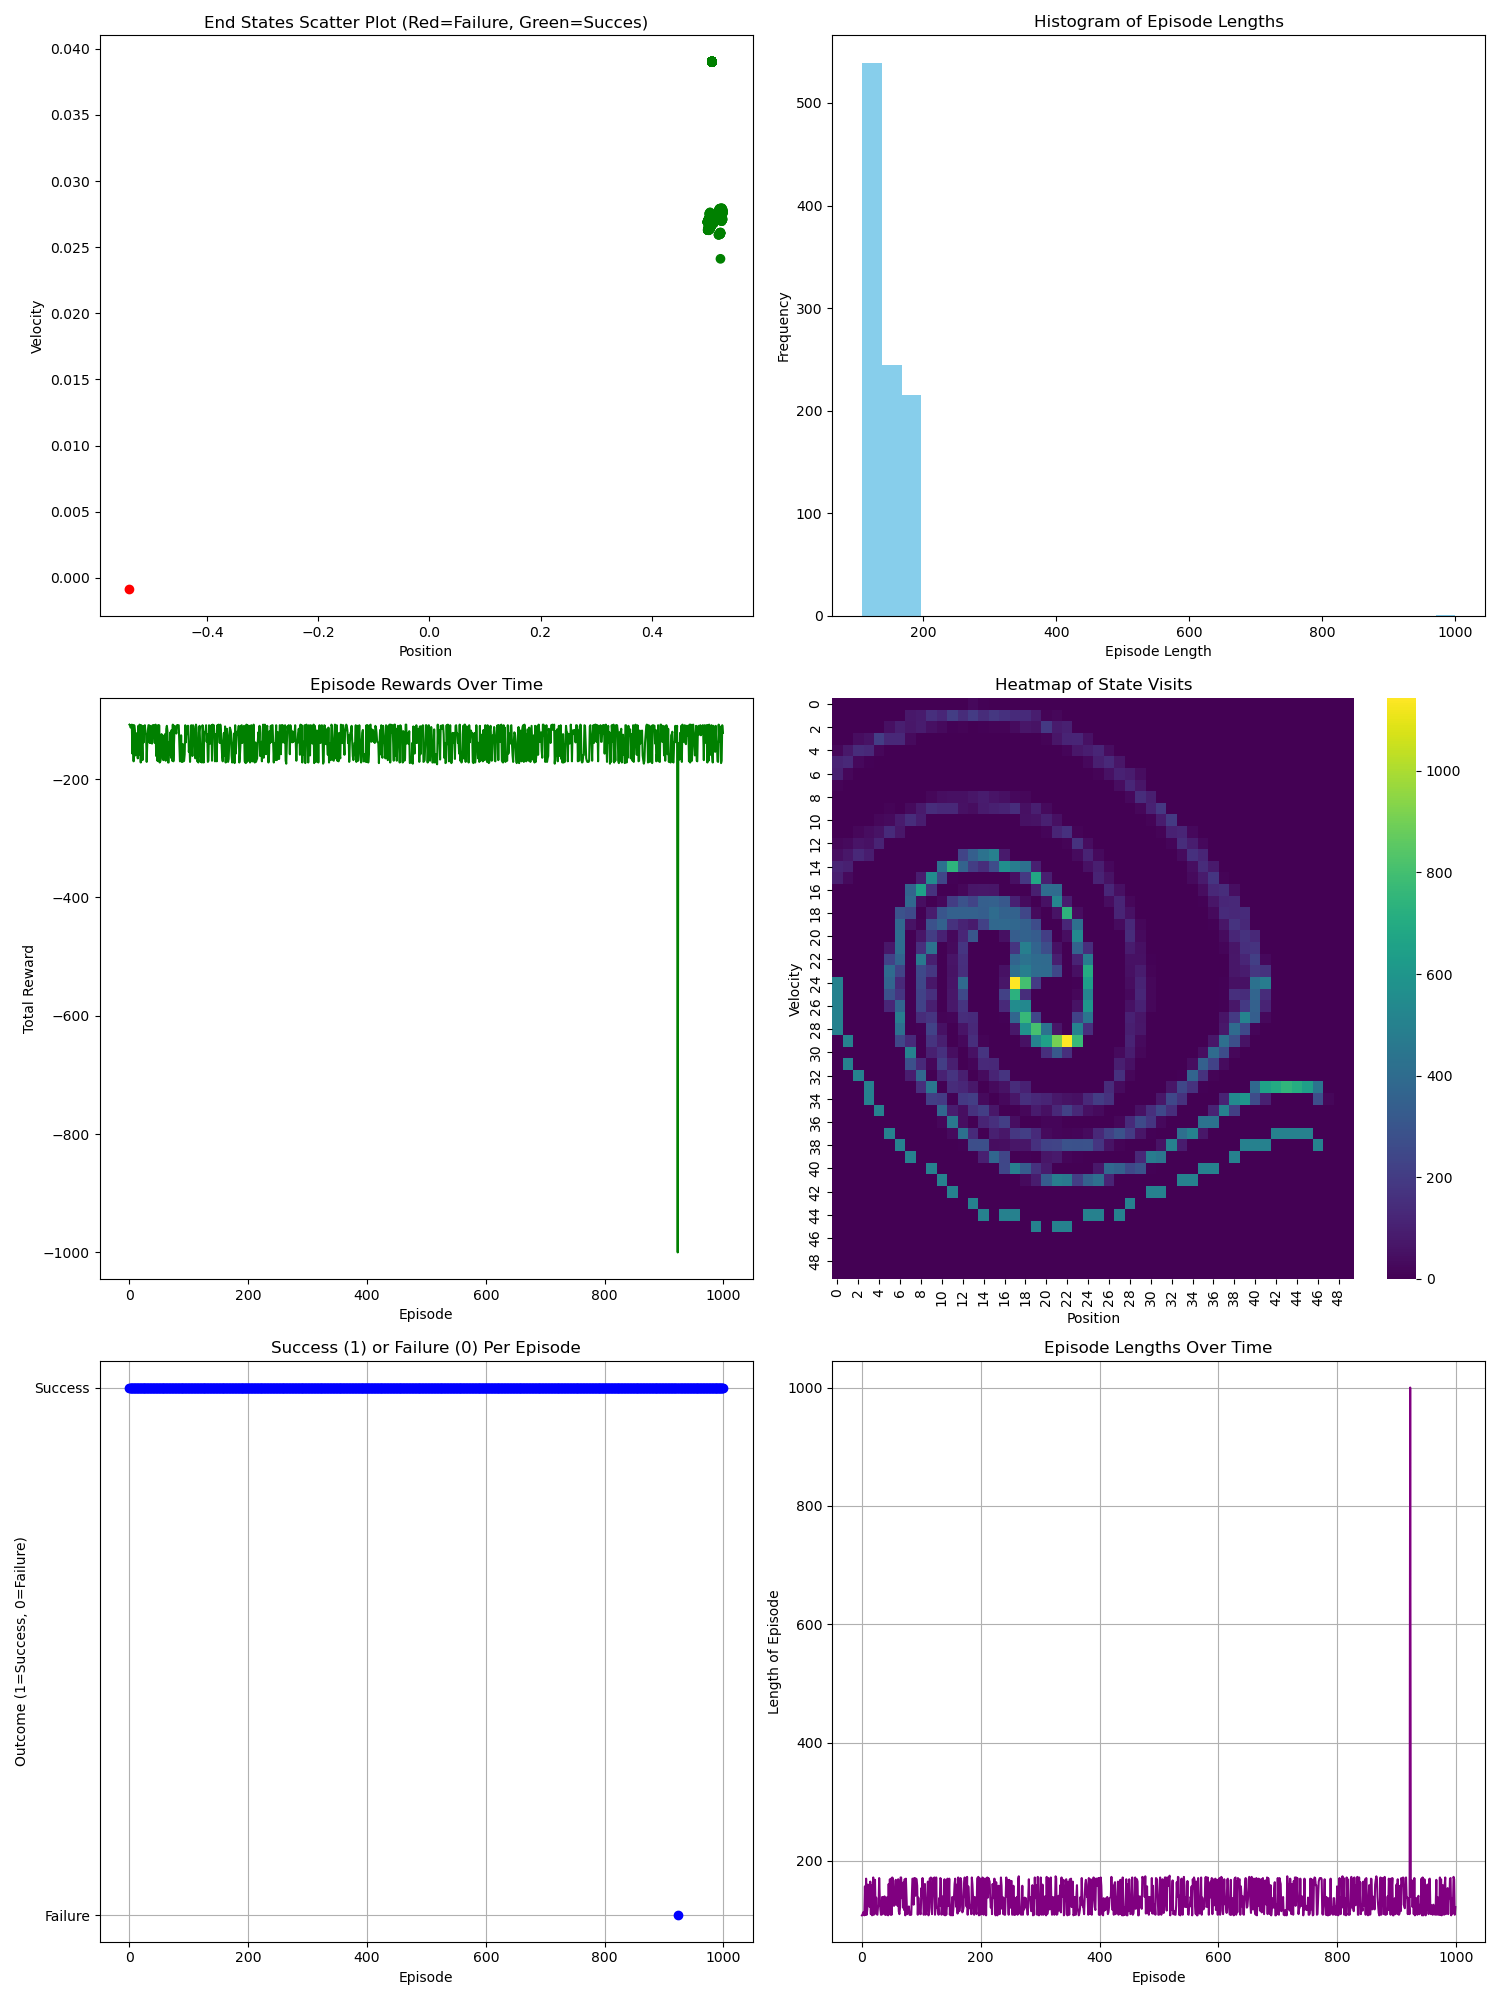 End States Scatter Plot (Red=Failure, Green=Succes)
0.040
0.035
0.030
0.025
0.020
0.015
0.010
0.005
0.000
Velocity
−0.4 −0.2 0.0 0.2 0.4
Position
Histogram of Episode Lengths
500
400
300
200
100
0
Frequency
200 400 600 800 1000
Episode Length
Episode Rewards Over Time
−200
−400
−600
−800
−1000
Total Reward
0 200 400 600 800 1000
Episode
Heatmap of State Visits
0
2
4
6
8
10
12
14
16
18
20
22
24
26
28
30
32
34
36
38
40
42
44
46
48
Velocity
0 2 4 6 8 10 12 14 16 18 20 22 24 26 28 30 32 34 36 38 40 42 44 46 48
Position
1000
800
600
400
200
0
Success (1) or Failure (0) Per Episode
Success
Failure
Outcome (1=Success, 0=Failure)
0 200 400 600 800 1000
Episode
Episode Lengths Over Time
1000
800
600
400
200
Length of Episode
0 200 400 600 800 1000
Episode